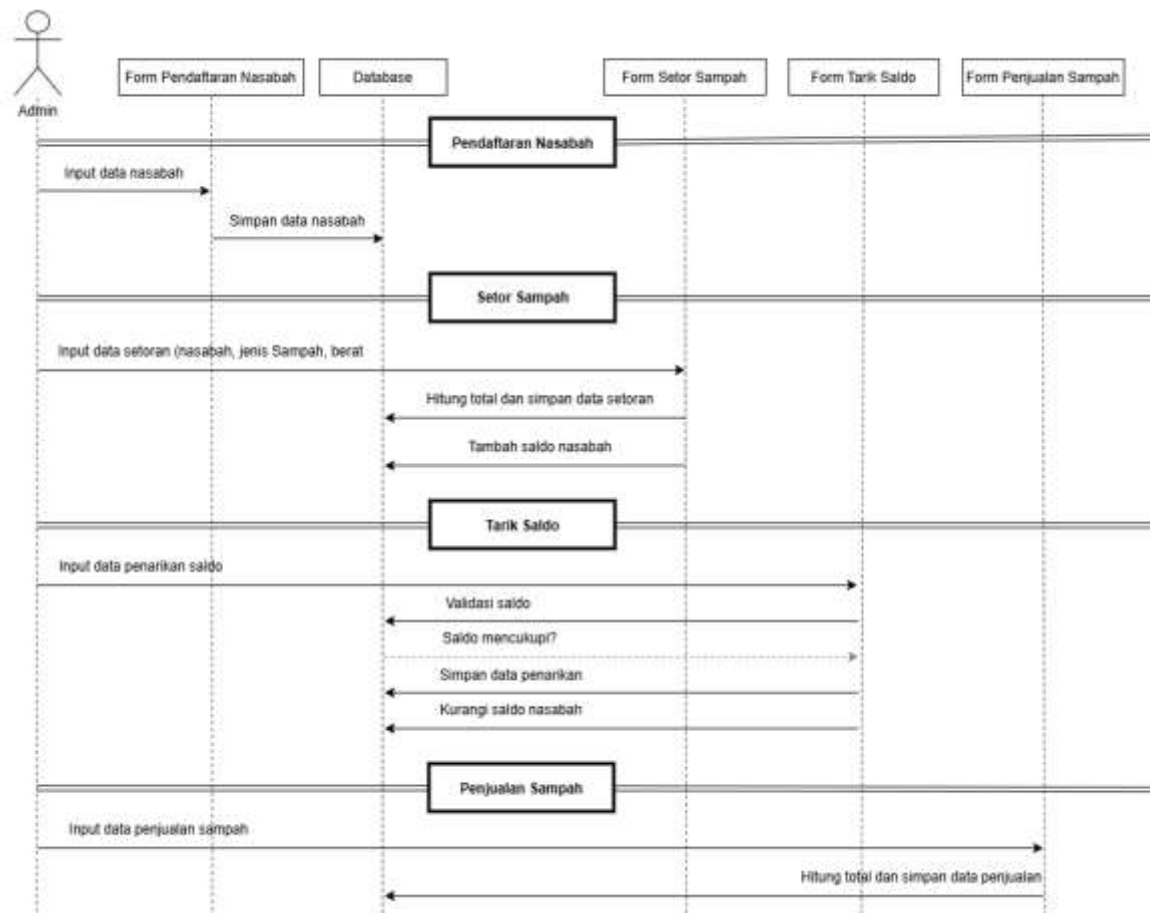 Admin
Form Pendaftaran Nasabah
Database
Form Setor Sampah
Form Tarik Saldo
Form Penjualan Sampah
Pendaftaran Nasabah
Input data nasabah
Simpan data nasabah
Setor Sampah
Input data setoran (nasabah, jenis Sampah, berat
Hitung total dan simpan data setoran
Tambah saldo nasabah
Tarik Saldo
Input data penarikan saldo
Validasi saldo
Saldo mencukupi?
Simpan data penarikan
Kurangi saldo nasabah
Penjualan Sampah
Input data penjualan sampah
Hitung total dan simpan data penjualan